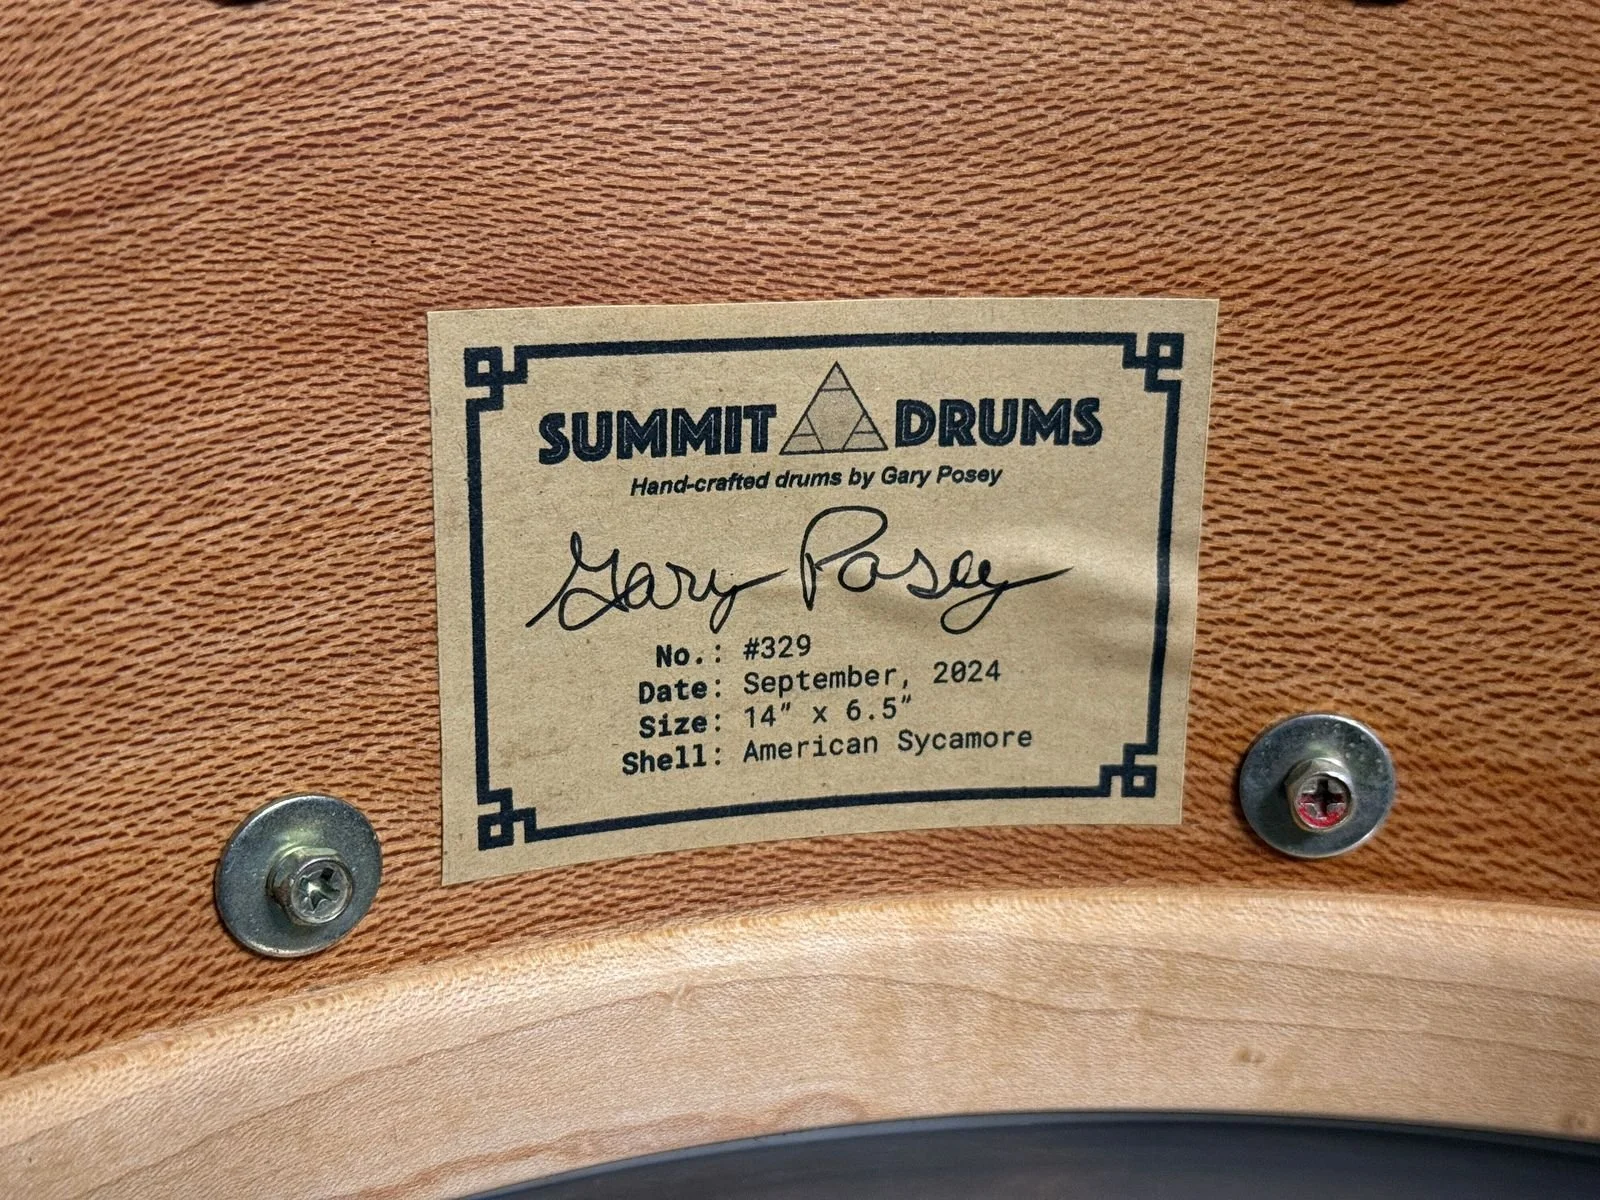 SUMMIT DRUMS
Hand-crafted drums by Gary Posey
Gary Posey
No.: #329
Date: September, 2024
Size: 14" x 6.5"
Shell: American Sycamore